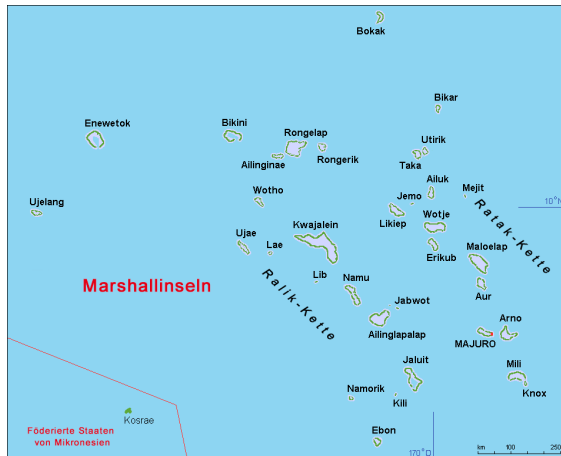 Bokak
Bikar
Enewetok
Bikini
Rongelap
Utirik
Ailinginae
Rongerik
Taka
Ailuk
Mejit
Ujelang
Wotho
Jemo
10°N
Likiep
Wotje
Ratak-Kette
Kwajalein
Ujae
Lae
Erikub
Maloelap
Marshallinseln
Ralik-Kette
Lib
Namu
Aur
Jabwot
Ailinglapalap
Arno
MAJURO
Jaluit
Mili
Namorik
Kili
Knox
Kosrae
Föderierte Staaten
von Mikronesien
Ebon
170°D
km 100 250